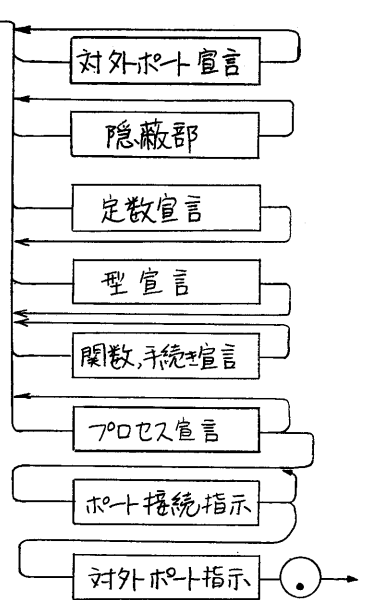 対外ポート宣言
隠蔽部
定数宣言
型宣言
関数,手続き宣言
プロセス宣言
ポート接続指示
対外ポート指示
.